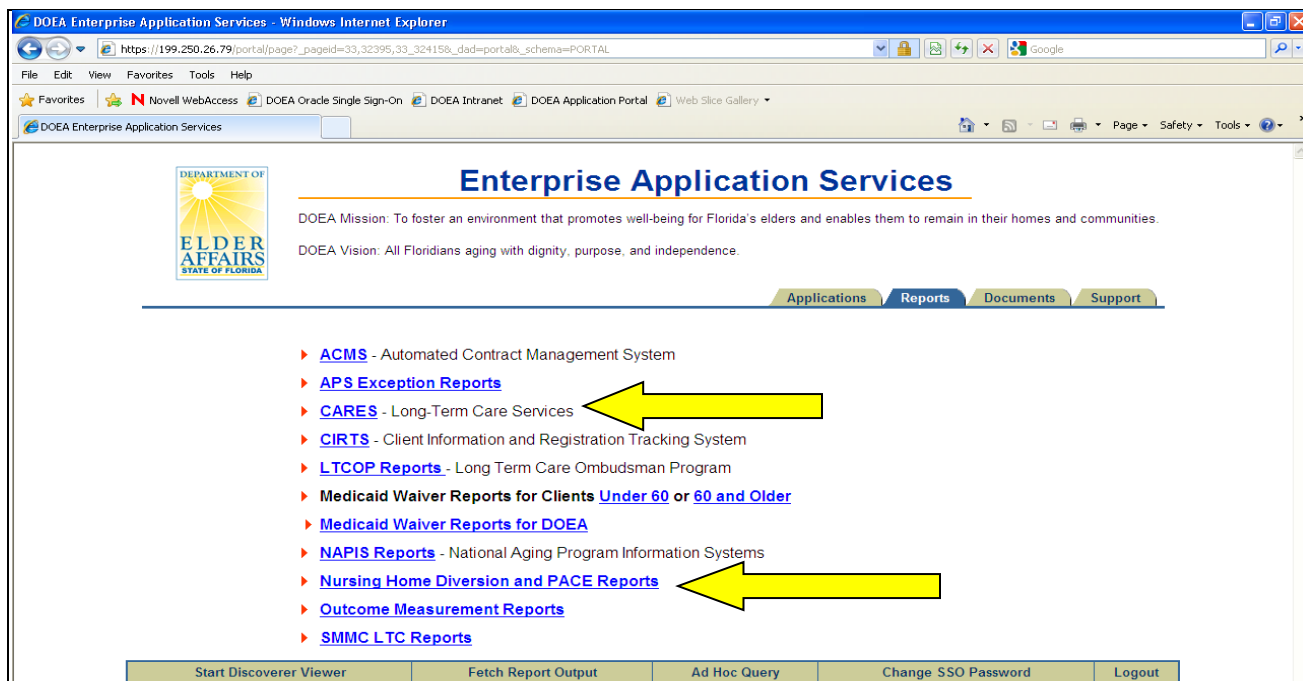 DOEA Enterprise Application Services - Windows Internet Explorer
https://199.250.26.79/portal/page?_pageid=33,32395,33_32415&_dad=portal&_schema=PORTAL
Google
File Edit View Favorites Tools Help
Favorites Novell WebAccess DOEA Oracle Single Sign-On DOEA Intranet DOEA Application Portal Web Slice Gallery
DOEA Enterprise Application Services
Page Safety Tools
DEPARTMENT OF
ELDER
AFFAIRS
STATE OF FLORIDA
Enterprise Application Services
DOEA Mission: To foster an environment that promotes well-being for Florida's elders and enables them to remain in their homes and communities.
DOEA Vision: All Floridians aging with dignity, purpose, and independence.
Applications Reports Documents Support
ACMS - Automated Contract Management System
APS Exception Reports
CARES - Long-Term Care Services
CIRTS - Client Information and Registration Tracking System
LTCOP Reports - Long Term Care Ombudsman Program
Medicaid Waiver Reports for Clients Under 60 or 60 and Older
Medicaid Waiver Reports for DOEA
NAPIS Reports - National Aging Program Information Systems
Nursing Home Diversion and PACE Reports
Outcome Measurement Reports
SMMC LTC Reports
Start Discoverer Viewer Fetch Report Output Ad Hoc Query Change SSO Password Logout